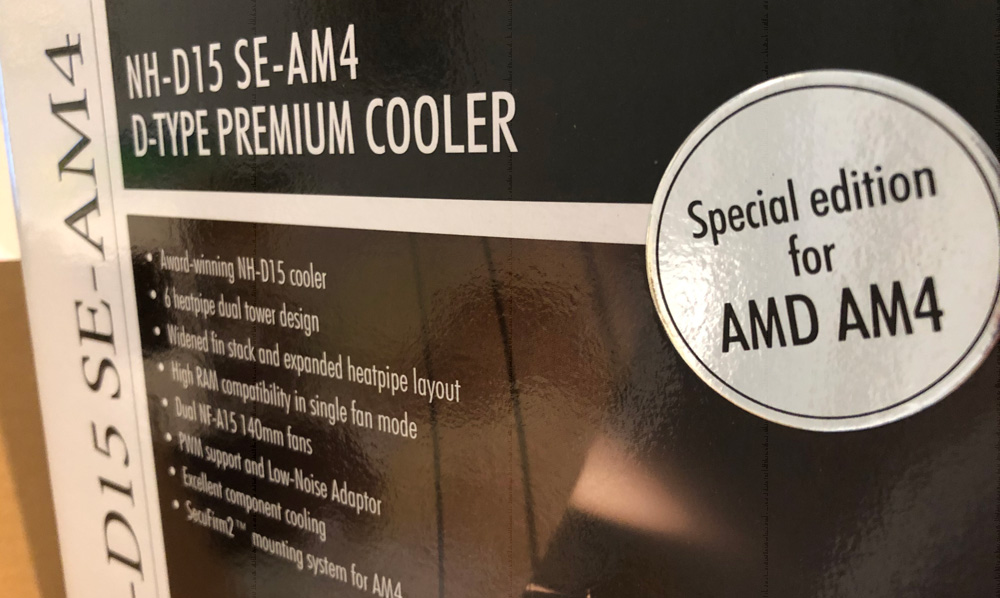 -D15 SE-AM4
NH-D15 SE-AM4
D-TYPE PREMIUM COOLER
• Award-winning NH-D15 cooler
• 6 heatpipe dual tower design
• Widened fin stack and expanded heatpipe layout
• High RAM compatibility in single fan mode
• Dual NF-A15 140mm fans
• PWM support and Low-Noise Adaptor
• Excellent component cooling
• SecuFirm2™ mounting system for AM4
Special edition
for
AMD AM4